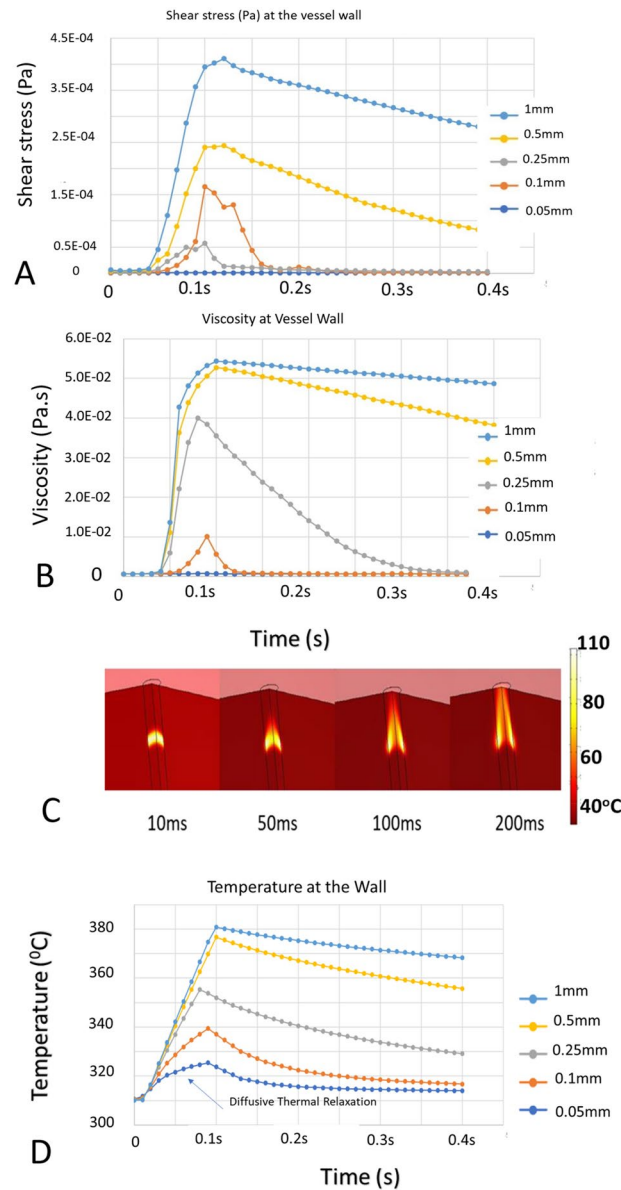 Shear stress (Pa) at the vessel wall
4.5E-04
3.5E-04
2.5E-04
1.5E-04
0.5E-04
0
Shear stress (Pa)
A
0
0.1s
0.2s
0.3s
0.4s
1mm
0.5mm
0.25mm
0.1mm
0.05mm
Viscosity at Vessel Wall
6.0E-02
5.0E-02
4.0E-02
3.0E-02
2.0E-02
1.0E-02
0
Viscosity (Pa.s)
B
0
0.1s
0.2s
0.3s
0.4s
1mm
0.5mm
0.25mm
0.1mm
0.05mm
Time (s)
110
80
60
40°C
C
10ms
50ms
100ms
200ms
Temperature at the Wall
380
360
340
320
300
Temperature (⁰C)
D
Diffusive Thermal Relaxation
0
0.1s
0.2s
0.3s
0.4s
1mm
0.5mm
0.25mm
0.1mm
0.05mm
Time (s)